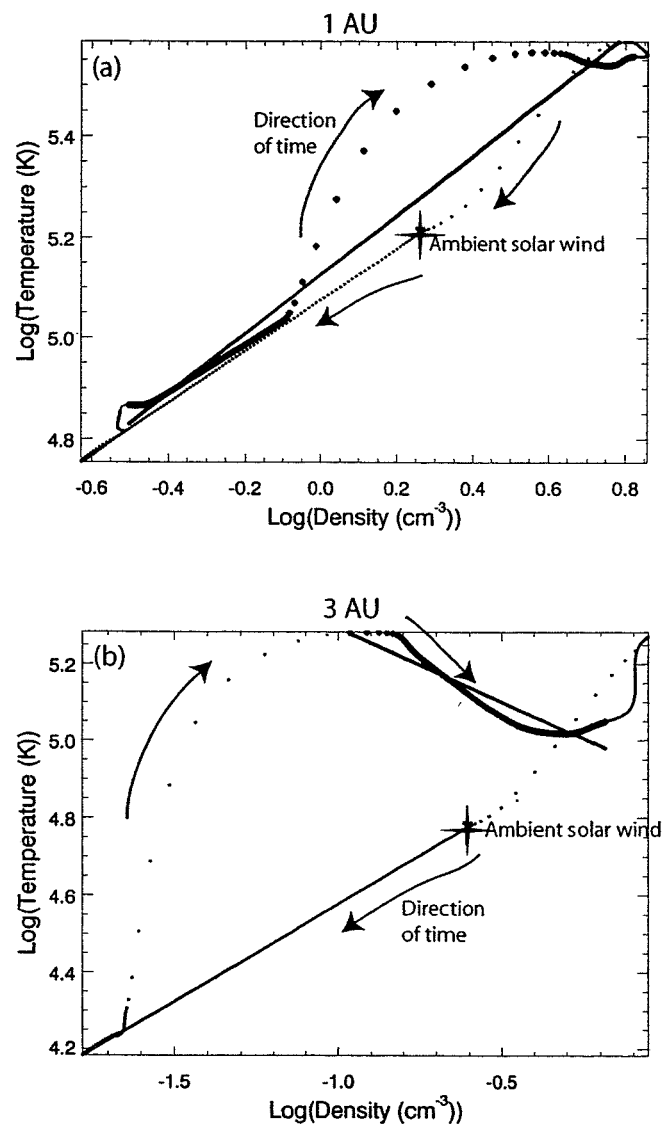 1 AU
(a)
Direction
of time
Ambient solar wind
5.4
5.2
5.0
4.8
Log(Temperature (K))
-0.6 -0.4 -0.2 0.0 0.2 0.4 0.6 0.8
Log(Density (cm-3))
3 AU
(b)
Ambient solar wind
Direction
of time
5.2
5.0
4.8
4.6
4.4
4.2
Log(Temperature (K))
-1.5 -1.0 -0.5
Log(Density (cm-3))